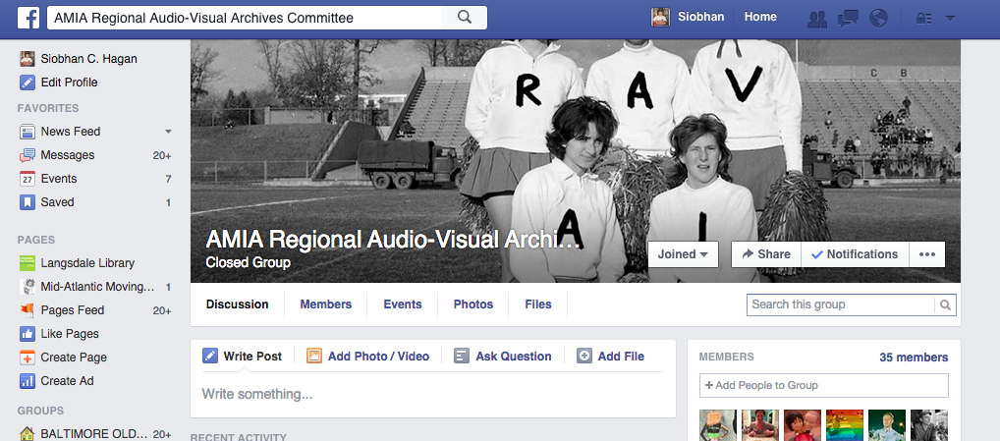 f
AMIA Regional Audio-Visual Archives Committee
Siobhan
Home
Siobhan C. Hagan
Edit Profile
FAVORITES
News Feed
Messages 20+
27 Events 7
Saved 1
PAGES
Langsdale Library
Mid-Atlantic Moving... 1
Pages Feed 20+
Like Pages
Create Page
Create Ad
GROUPS
BALTIMORE OLD... 20+
C B
R A V
A I
AMIA Regional Audio-Visual Archi...
Closed Group
Joined
Share
Notifications
Discussion
Members
Events
Photos
Files
Search this group
Write Post
Add Photo / Video
Ask Question
Add File
Write something...
RECENT ACTIVITY
MEMBERS 35 members
+ Add People to Group